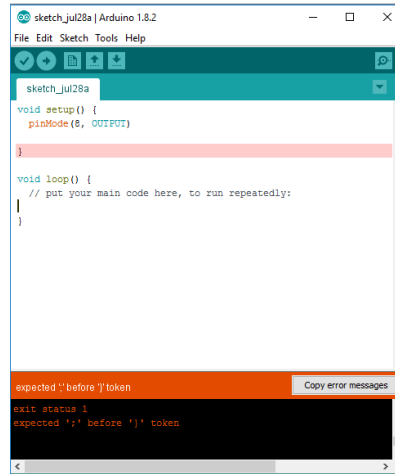 sketch_jul28a | Arduino 1.8.2
File Edit Sketch Tools Help
sketch_jul28a
void setup() {
pinMode(8, OUTPUT)
}
void loop() {
// put your main code here, to run repeatedly:
}
expected ';' before '}' token
Copy error messages
exit status 1
expected ';' before '}' token